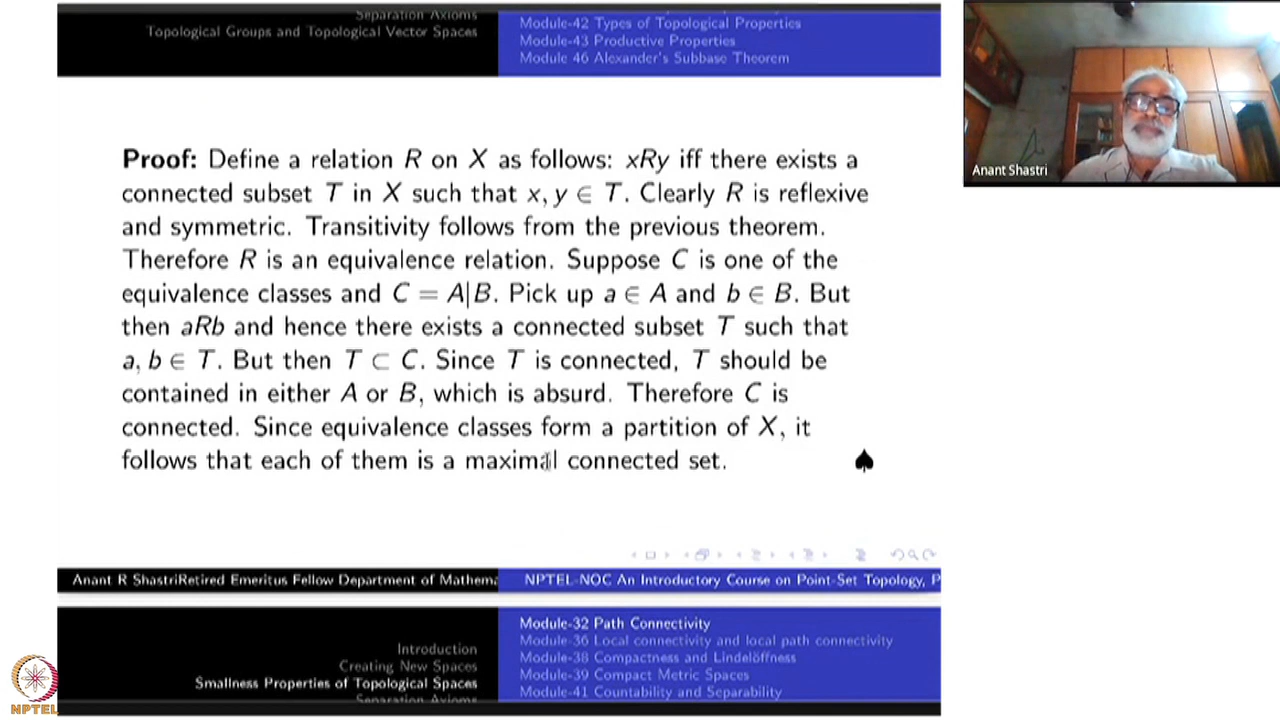 Separation Axioms
Topological Groups and Topological Vector Spaces
Module-42 Types of Topological Properties
Module-43 Productive Properties
Module 46 Alexander's Subbase Theorem
Anant Shastri
Proof: Define a relation R on X as follows: xRy iff there exists a
connected subset T in X such that x, y ∈ T. Clearly R is reflexive
and symmetric. Transitivity follows from the previous theorem.
Therefore R is an equivalence relation. Suppose C is one of the
equivalence classes and C = A|B. Pick up a ∈ A and b ∈ B. But
then aRb and hence there exists a connected subset T such that
a, b ∈ T. But then T ⊂ C. Since T is connected, T should be
contained in either A or B, which is absurd. Therefore C is
connected. Since equivalence classes form a partition of X, it
follows that each of them is a maximal connected set. ♠
Anant R ShastriRetired Emeritus Fellow Department of Mathema
NPTEL-NOC An Introductory Course on Point-Set Topology, P
Introduction
Creating New Spaces
Smallness Properties of Topological Spaces
Separation Axioms
Module-32 Path Connectivity
Module-36 Local connectivity and local path connectivity
Module-38 Compactness and Lindelöffness
Module-39 Compact Metric Spaces
Module-41 Countability and Separability
NPTEL